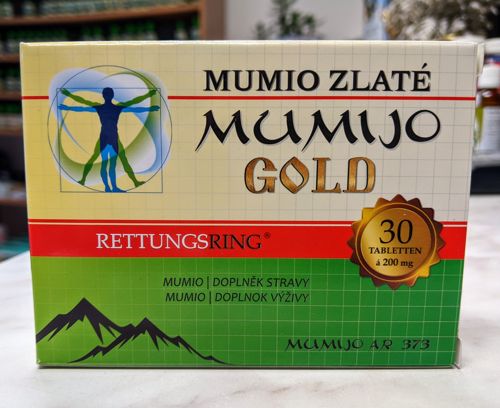 MUMIO ZLATÉ
MUMIJO
GOLD
RETTUNGSRING®
30
TABLETTEN
á 200 mg
MUMIO | DOPLNĚK STRAVY
MUMIO | DOPLNOK VÝŽIVY
MUMIJO AR 373